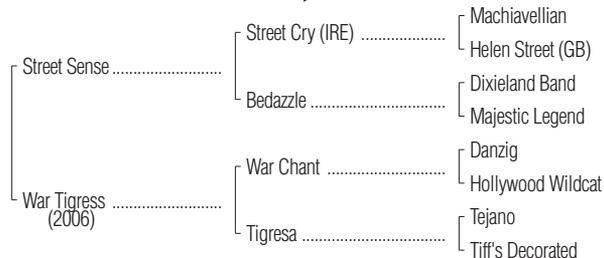 Machiavellian
Street Cry (IRE) ....................
Helen Street (GB)
Street Sense ..........................
Dixieland Band
Bedazzle ................................
Majestic Legend
Danzig
War Chant ............................
Hollywood Wildcat
War Tigress ..........................
(2006)
Tejano
Tigresa ..................................
Tiff's Decorated